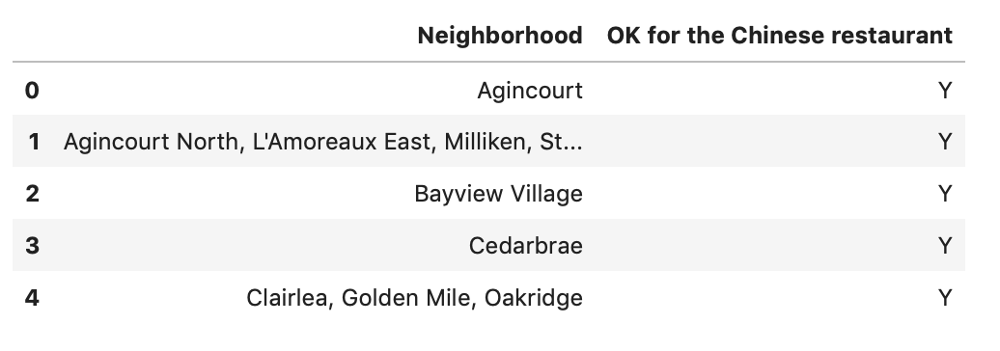 Neighborhood OK for the Chinese restaurant
0 Agincourt Y
1 Agincourt North, L'Amoreaux East, Milliken, St... Y
2 Bayview Village Y
3 Cedarbrae Y
4 Clairlea, Golden Mile, Oakridge Y